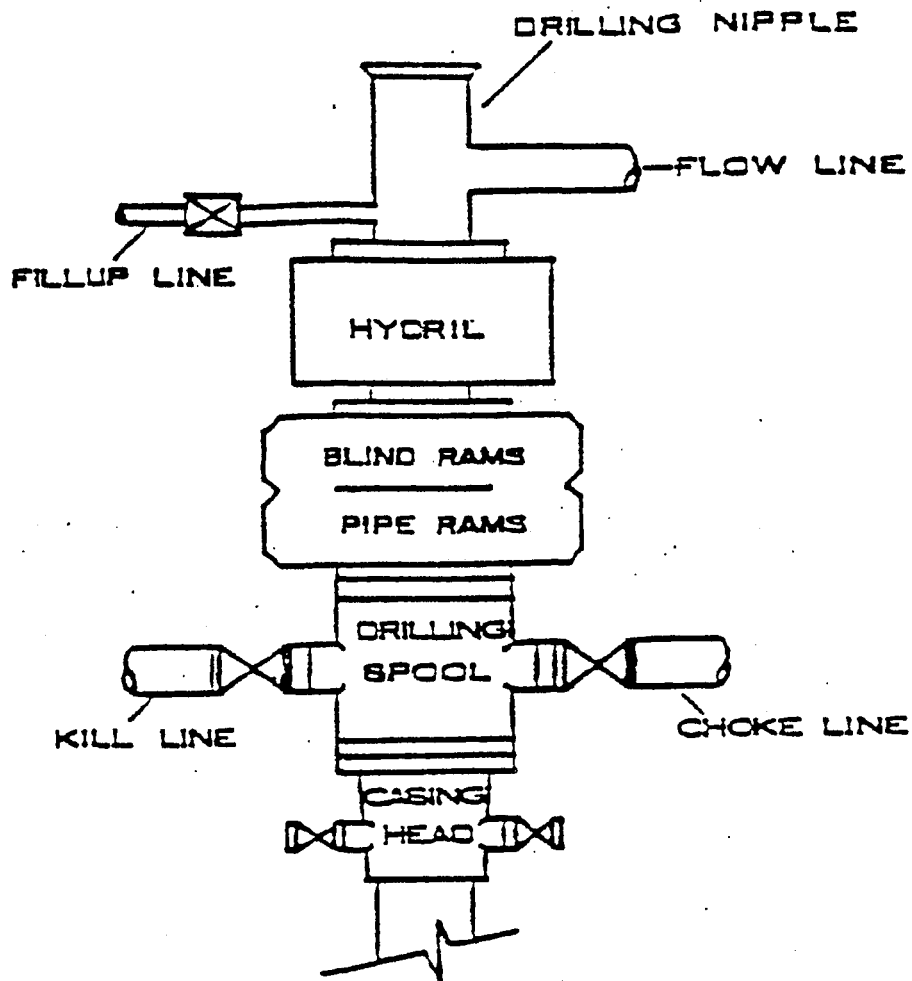 DRILLING NIPPLE
FLOW LINE
FILLUP LINE
HYDRIL
BLIND RAMS
PIPE RAMS
DRILLING
SPOOL
KILL LINE
CHOKE LINE
CASING
HEAD